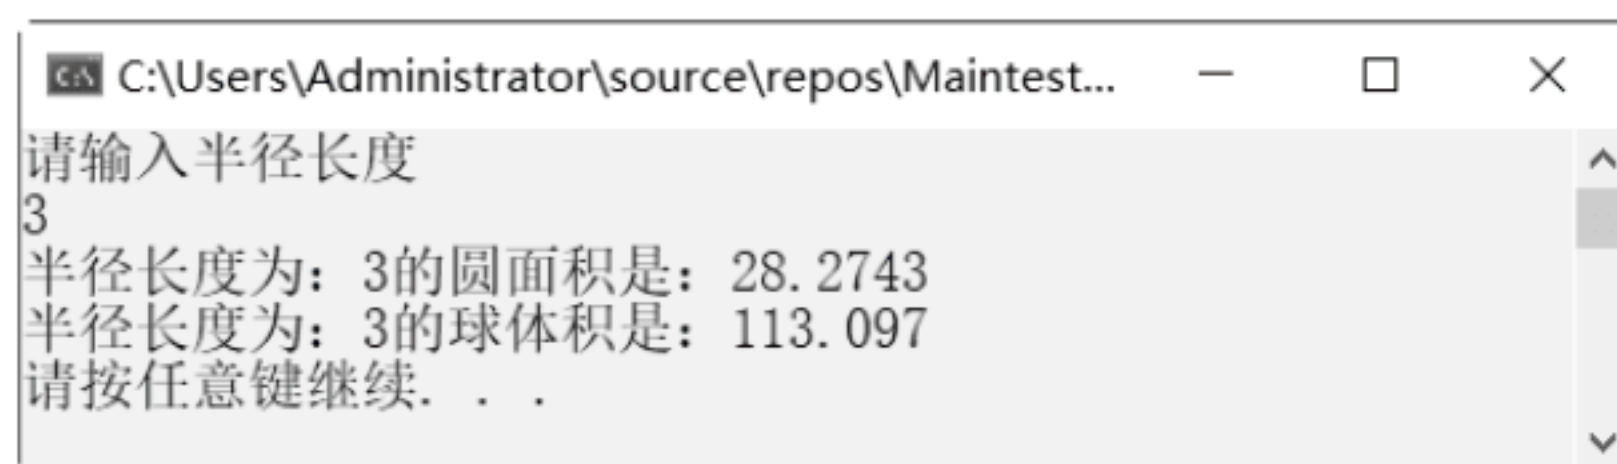 C:\Users\Administrator\source\repos\Maintest...
请输入半径长度
3
半径长度为：3的圆面积是：28.2743
半径长度为：3的球体积是：113.097
请按任意键继续. . .